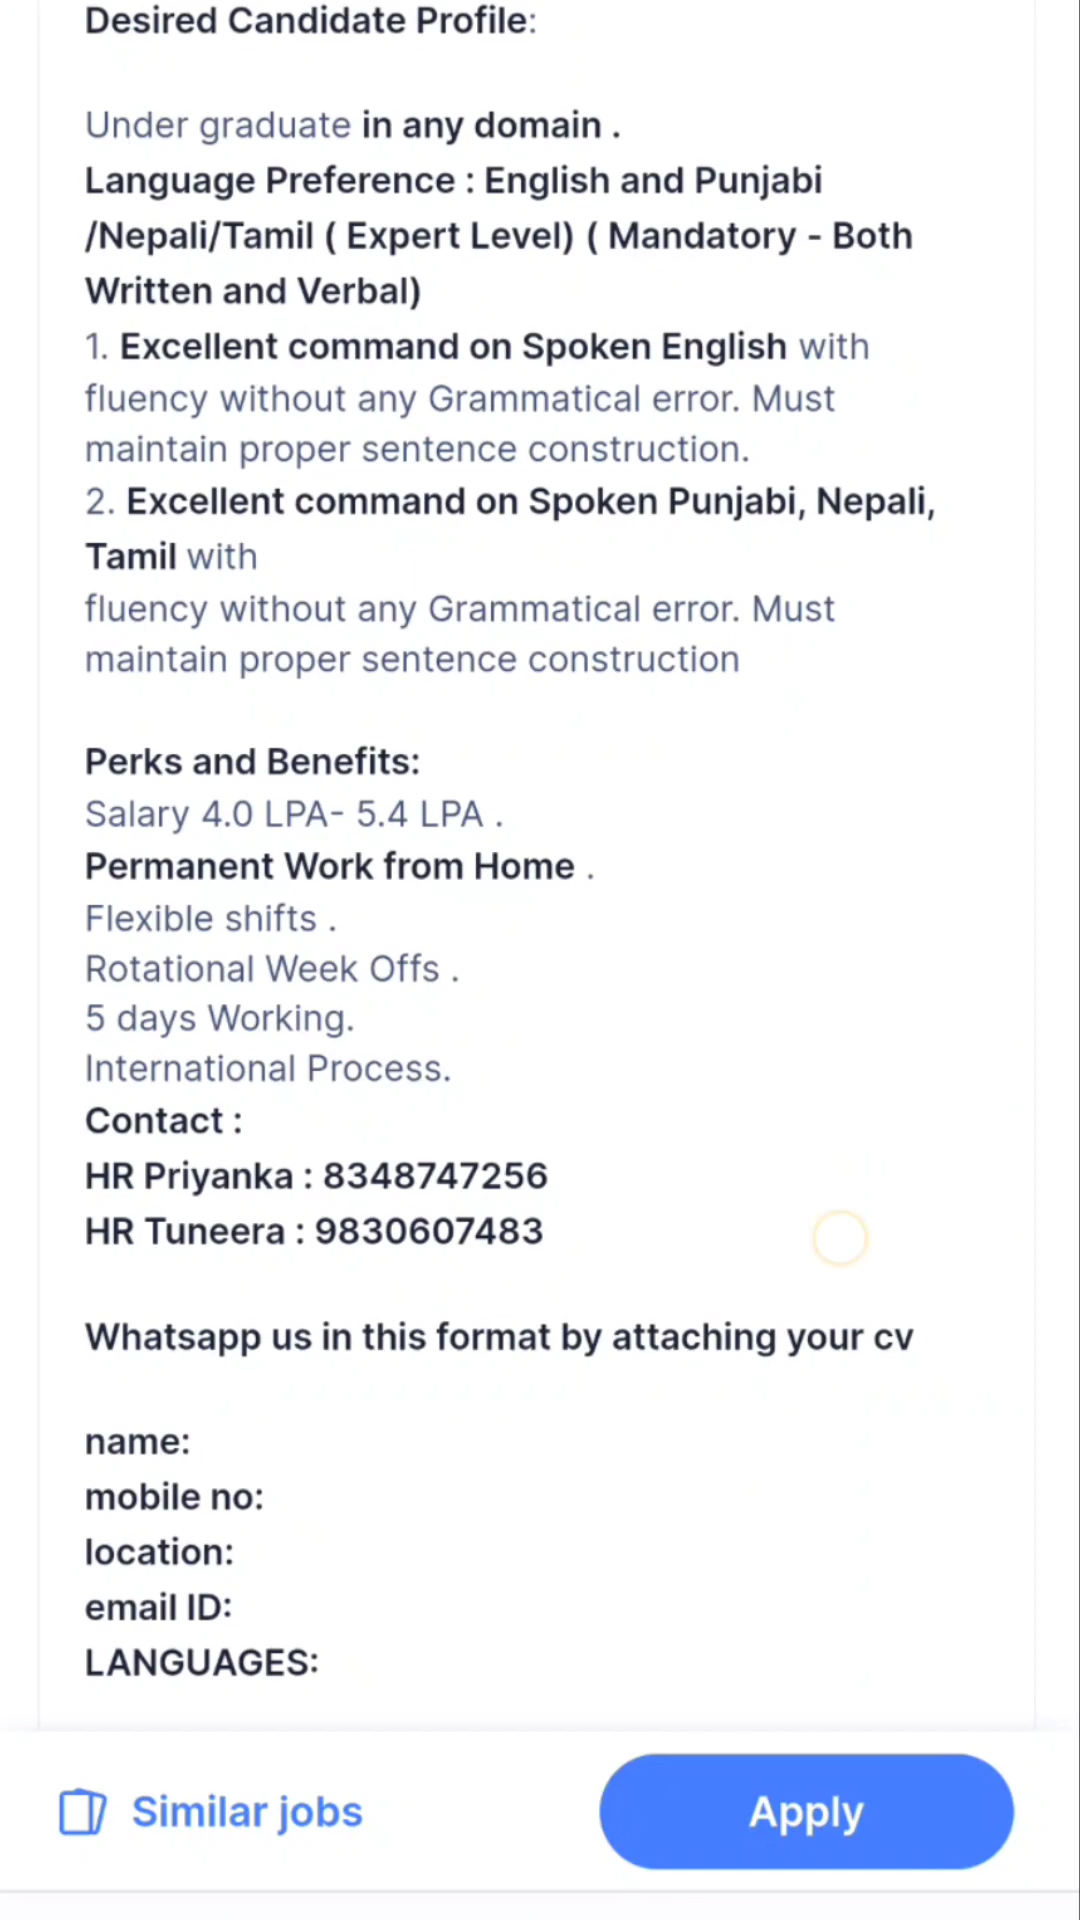 Desired Candidate Profile:
Under graduate in any domain .
Language Preference : English and Punjabi
/Nepali/Tamil ( Expert Level) ( Mandatory - Both
Written and Verbal)
1. Excellent command on Spoken English with
fluency without any Grammatical error. Must
maintain proper sentence construction.
2. Excellent command on Spoken Punjabi, Nepali,
Tamil with
fluency without any Grammatical error. Must
maintain proper sentence construction
Perks and Benefits:
Salary 4.0 LPA- 5.4 LPA .
Permanent Work from Home .
Flexible shifts .
Rotational Week Offs .
5 days Working.
International Process.
Contact :
HR Priyanka : 8348747256
HR Tuneera : 9830607483
Whatsapp us in this format by attaching your cv
name:
mobile no:
location:
email ID:
LANGUAGES:
Similar jobs
Apply